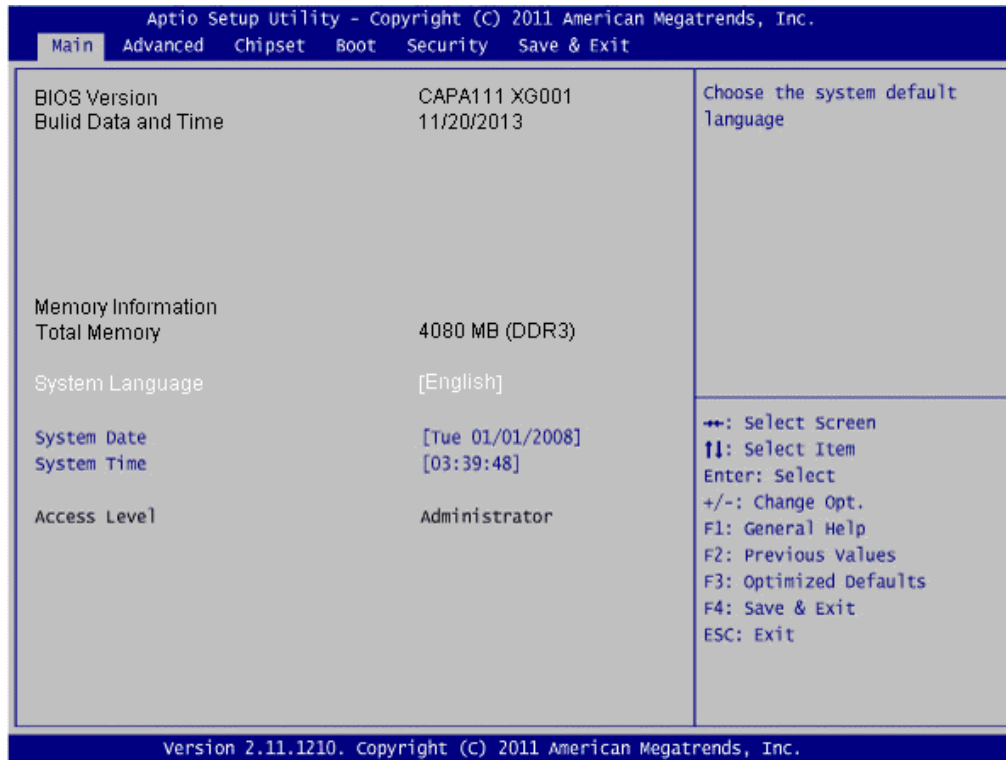 Aptio Setup Utility - Copyright (C) 2011 American Megatrends, Inc.
Main Advanced Chipset Boot Security Save & Exit
BIOS Version CAPA111 XG001
Bulid Data and Time 11/20/2013
Memory Information
Total Memory 4080 MB (DDR3)
System Language [English]
System Date [Tue 01/01/2008]
System Time [03:39:48]
Access Level Administrator
Choose the system default
language
→←: Select Screen
↑↓: Select Item
Enter: Select
+/-: Change Opt.
F1: General Help
F2: Previous Values
F3: Optimized Defaults
F4: Save & Exit
ESC: Exit
Version 2.11.1210. Copyright (C) 2011 American Megatrends, Inc.